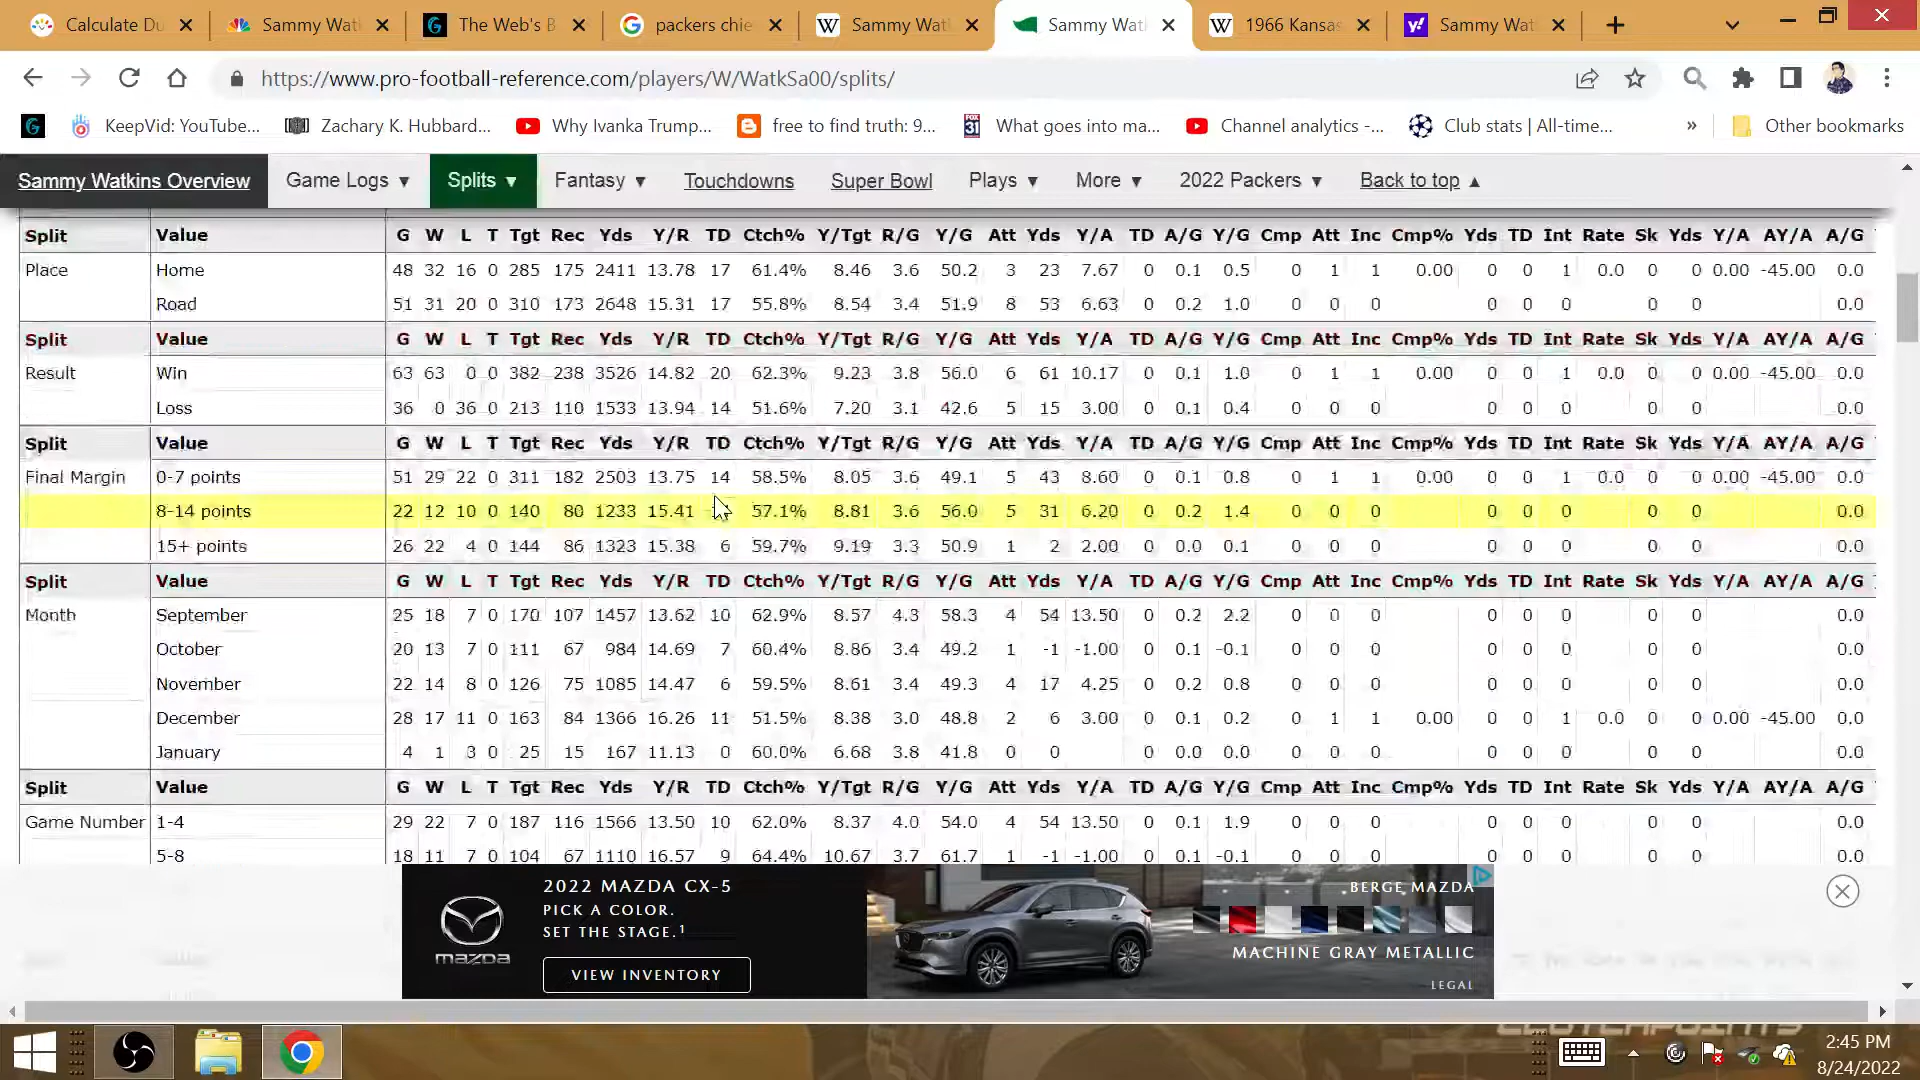 Calculate Du
Sammy Wat
The Web's B
packers chie
Sammy Wat
Sammy Wat
1966 Kansas
Sammy Wat
https://www.pro-football-reference.com/players/W/WatkSa00/splits/
KeepVid: YouTube...
Zachary K. Hubbard...
Why Ivanka Trump...
free to find truth: 9...
What goes into ma...
Channel analytics -...
Club stats | All-time...
»
Other bookmarks
Sammy Watkins Overview Game Logs ▼ Splits ▼ Fantasy ▼ Touchdowns Super Bowl Plays ▼ More ▼ 2022 Packers ▼ Back to top ▲
Split Value G W L T Tgt Rec Yds Y/R TD Ctch% Y/Tgt R/G Y/G Att Yds Y/A TD A/G Y/G Cmp Att Inc Cmp% Yds TD Int Rate Sk Yds Y/A AY/A A/G
Place Home 48 32 16 0 285 175 2411 13.78 17 61.4% 8.46 3.6 50.2 3 23 7.67 0 0.1 0.5 0 1 1 0.00 0 0 1 0.0 0 0 0.00 -45.00 0.0
Road 51 31 20 0 310 173 2648 15.31 17 55.8% 8.54 3.4 51.9 8 53 6.63 0 0.2 1.0 0 0 0 0 0 0 0 0 0.0
Split Value G W L T Tgt Rec Yds Y/R TD Ctch% Y/Tgt R/G Y/G Att Yds Y/A TD A/G Y/G Cmp Att Inc Cmp% Yds TD Int Rate Sk Yds Y/A AY/A A/G
Result Win 63 63 0 0 382 238 3526 14.82 20 62.3% 9.23 3.8 56.0 6 61 10.17 0 0.1 1.0 0 1 1 0.00 0 0 1 0.0 0 0 0.00 -45.00 0.0
Loss 36 0 36 0 213 110 1533 13.94 14 51.6% 7.20 3.1 42.6 5 15 3.00 0 0.1 0.4 0 0 0 0 0 0 0 0 0.0
Split Value G W L T Tgt Rec Yds Y/R TD Ctch% Y/Tgt R/G Y/G Att Yds Y/A TD A/G Y/G Cmp Att Inc Cmp% Yds TD Int Rate Sk Yds Y/A AY/A A/G
Final Margin 0-7 points 51 29 22 0 311 182 2503 13.75 14 58.5% 8.05 3.6 49.1 5 43 8.60 0 0.1 0.8 0 1 1 0.00 0 0 1 0.0 0 0 0.00 -45.00 0.0
8-14 points 22 12 10 0 140 80 1233 15.41 57.1% 8.81 3.6 56.0 5 31 6.20 0 0.2 1.4 0 0 0 0 0 0 0 0 0.0
15+ points 26 22 4 0 144 86 1323 15.38 6 59.7% 9.19 3.3 50.9 1 2 2.00 0 0.0 0.1 0 0 0 0 0 0 0 0 0.0
Split Value G W L T Tgt Rec Yds Y/R TD Ctch% Y/Tgt R/G Y/G Att Yds Y/A TD A/G Y/G Cmp Att Inc Cmp% Yds TD Int Rate Sk Yds Y/A AY/A A/G
Month September 25 18 7 0 170 107 1457 13.62 10 62.9% 8.57 4.3 58.3 4 54 13.50 0 0.2 2.2 0 0 0 0 0 0 0 0 0.0
October 20 13 7 0 111 67 984 14.69 7 60.4% 8.86 3.4 49.2 1 -1 -1.00 0 0.1 -0.1 0 0 0 0 0 0 0 0 0.0
November 22 14 8 0 126 75 1085 14.47 6 59.5% 8.61 3.4 49.3 4 17 4.25 0 0.2 0.8 0 0 0 0 0 0 0 0 0.0
December 28 17 11 0 163 84 1366 16.26 11 51.5% 8.38 3.0 48.8 2 6 3.00 0 0.1 0.2 0 1 1 0.00 0 0 1 0.0 0 0 0.00 -45.00 0.0
January 4 1 3 0 25 15 167 11.13 0 60.0% 6.68 3.8 41.8 0 0 0 0.0 0.0 0 0 0 0 0 0 0 0 0.0
Split Value G W L T Tgt Rec Yds Y/R TD Ctch% Y/Tgt R/G Y/G Att Yds Y/A TD A/G Y/G Cmp Att Inc Cmp% Yds TD Int Rate Sk Yds Y/A AY/A A/G
Game Number 1-4 29 22 7 0 187 116 1566 13.50 10 62.0% 8.37 4.0 54.0 4 54 13.50 0 0.1 1.9 0 0 0 0 0 0 0 0 0.0
5-8 18 11 7 0 104 67 1110 16.57 9 64.4% 10.67 3.7 61.7 1 -1 -1.00 0 0.1 -0.1 0 0 0 0 0 0 0 0 0.0
mazda
2022 MAZDA CX-5
PICK A COLOR.
SET THE STAGE.¹
VIEW INVENTORY
BERGE MAZDA
MACHINE GRAY METALLIC
LEGAL
CLUTCHPOINTS
2:45 PM
8/24/2022